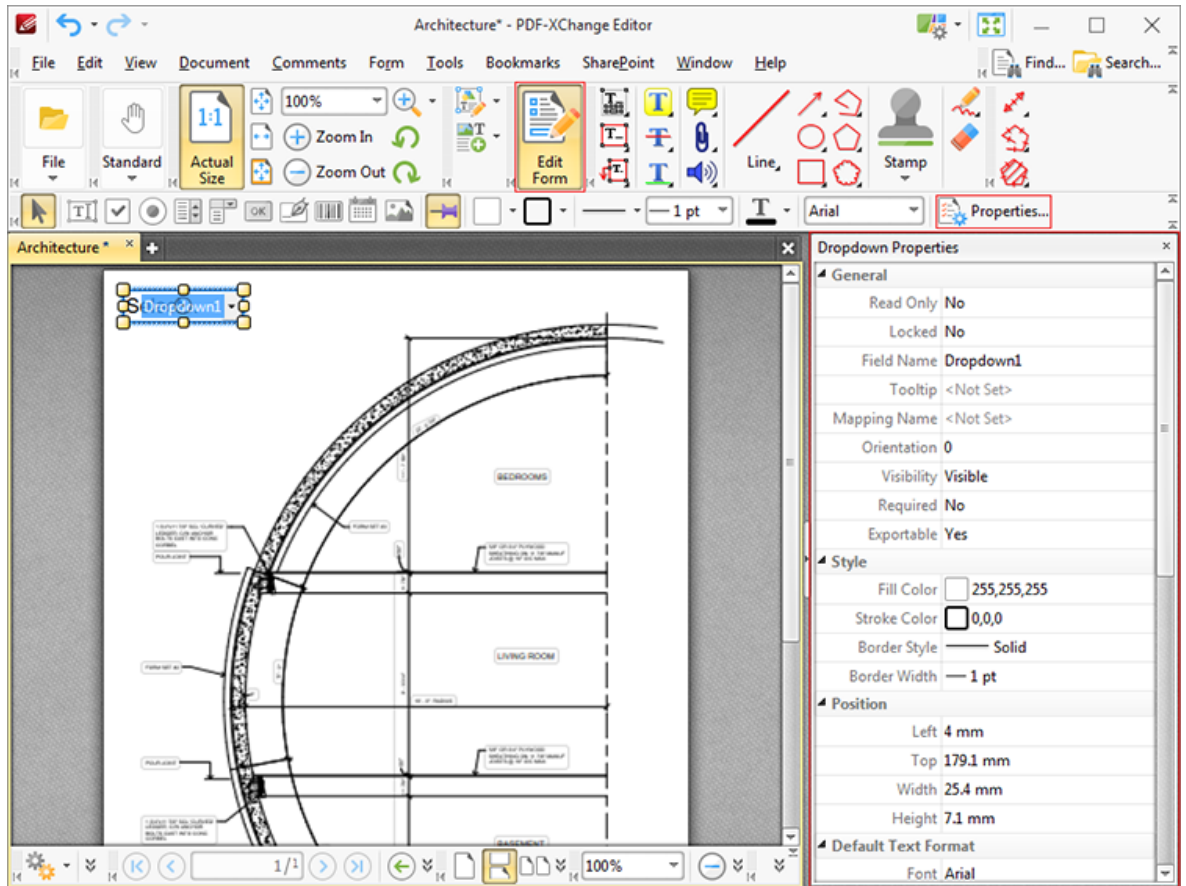 Architecture* - PDF-XChange Editor
File Edit View Document Comments Form Tools Bookmarks SharePoint Window Help Find... Search...
1:1 100%
Zoom In
Zoom Out
File Standard Actual Size Edit Form Line Stamp
OK 1 pt T Arial Properties...
Architecture *
Dropdown Properties
General
Read Only No
Locked No
Field Name Dropdown1
Tooltip <Not Set>
Mapping Name <Not Set>
Orientation 0
Visibility Visible
Required No
Exportable Yes
Style
Fill Color 255,255,255
Stroke Color 0,0,0
Border Style Solid
Border Width 1 pt
Position
Left 4 mm
Top 179.1 mm
Width 25.4 mm
Height 7.1 mm
Default Text Format
Font Arial
Dropdown1
BEDROOMS
LIVING ROOM
BASEMENT
1/1 100%